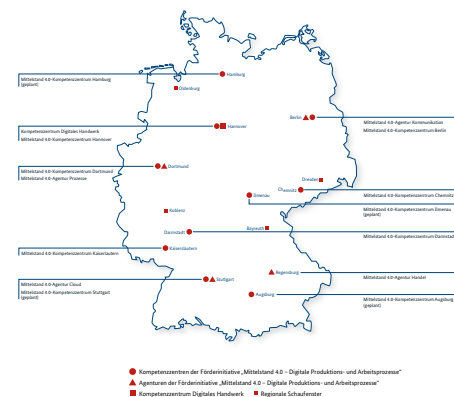 Hamburg
Mittelstand 4.0-Kompetenzzentrum Hamburg
(geplant)
Oldenburg
Berlin
Mittelstand 4.0-Agentur Kommunikation
Mittelstand 4.0-Kompetenzzentrum Berlin
Hannover
Kompetenzzentrum Digitales Handwerk
Mittelstand 4.0-Kompetenzzentrum Hannover
Dortmund
Mittelstand 4.0-Kompetenzzentrum Dortmund
Mittelstand 4.0-Agentur Prozesse
Dresden
Chemnitz
Mittelstand 4.0-Kompetenzzentrum Chemnitz
Ilmenau
Mittelstand 4.0-Kompetenzzentrum Ilmenau
(geplant)
Koblenz
Darmstadt
Bayreuth
Mittelstand 4.0-Kompetenzzentrum Darmstadt
Kaiserslautern
Mittelstand 4.0-Kompetenzzentrum Kaiserslautern
Regensburg
Mittelstand 4.0-Agentur Handel
Stuttgart
Mittelstand 4.0-Agentur Cloud
Mittelstand 4.0-Kompetenzzentrum Stuttgart
(geplant)
Augsburg
Mittelstand 4.0-Kompetenzzentrum Augsburg
(geplant)
Kompetenzzentren der Förderinitiative „Mittelstand 4.0 – Digitale Produktions- und Arbeitsprozesse“
Agenturen der Förderinitiative „Mittelstand 4.0 – Digitale Produktions- und Arbeitsprozesse“
Kompetenzzentrum Digitales Handwerk
Regionale Schaufenster